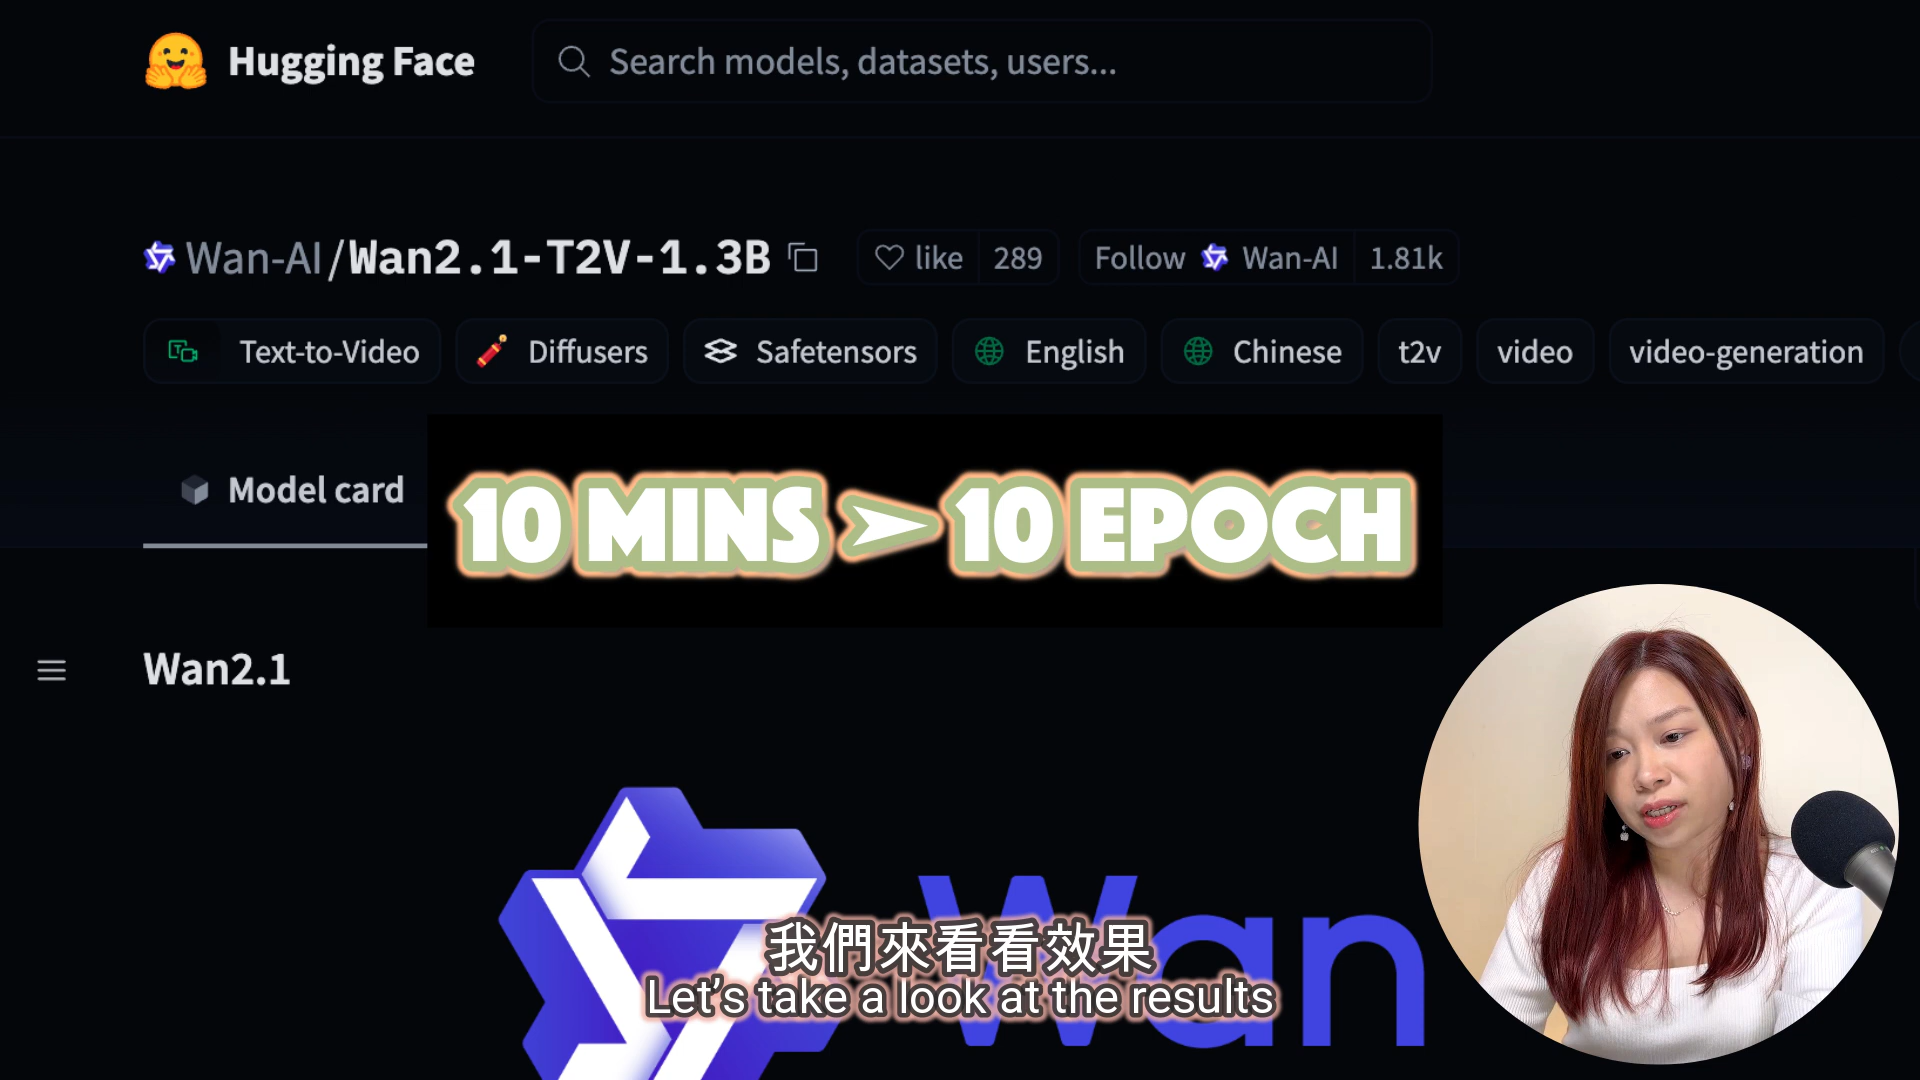 Hugging Face
Search models, datasets, users...
Wan-AI/Wan2.1-T2V-1.3B
like 289
Follow Wan-AI 1.81k
Text-to-Video Diffusers Safetensors English Chinese t2v video video-generation
Model card
10 MINS > 10 EPOCH
Wan2.1
Wan
我們來看看效果
Let's take a look at the results